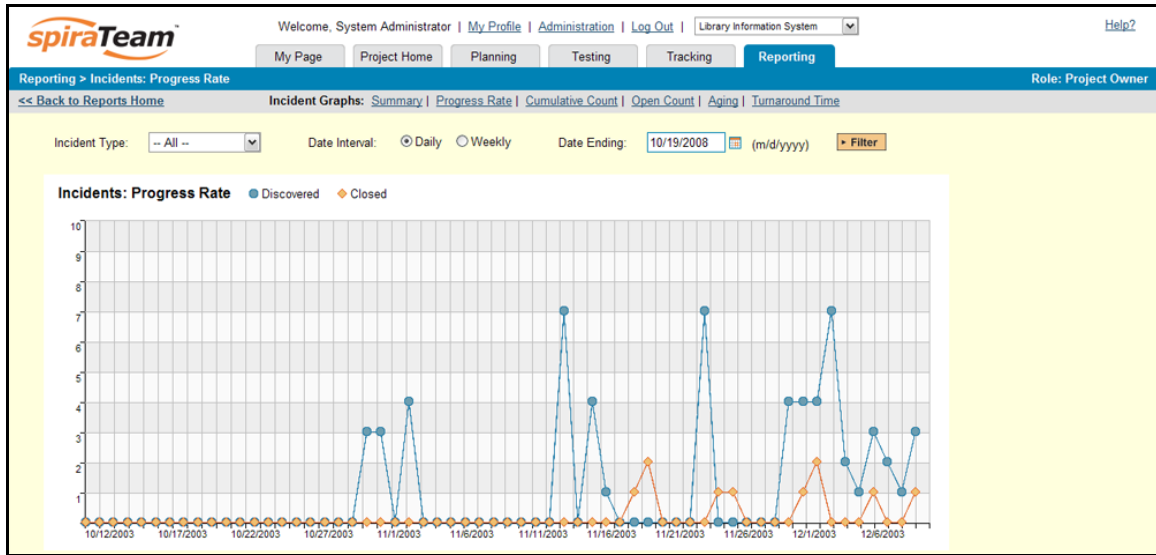 spiraTeam™
Welcome, System Administrator | My Profile | Administration | Log Out | Library Information System
Help?
My Page Project Home Planning Testing Tracking Reporting
Reporting > Incidents: Progress Rate
Role: Project Owner
<< Back to Reports Home
Incident Graphs: Summary | Progress Rate | Cumulative Count | Open Count | Aging | Turnaround Time
Incident Type: -- All -- Date Interval: Daily Weekly Date Ending: 10/19/2008 (m/d/yyyy) Filter
Incidents: Progress Rate Discovered Closed
10
9
8
7
6
5
4
3
2
1
10/12/2003 10/17/2003 10/22/2003 10/27/2003 11/1/2003 11/6/2003 11/11/2003 11/16/2003 11/21/2003 11/26/2003 12/1/2003 12/6/2003